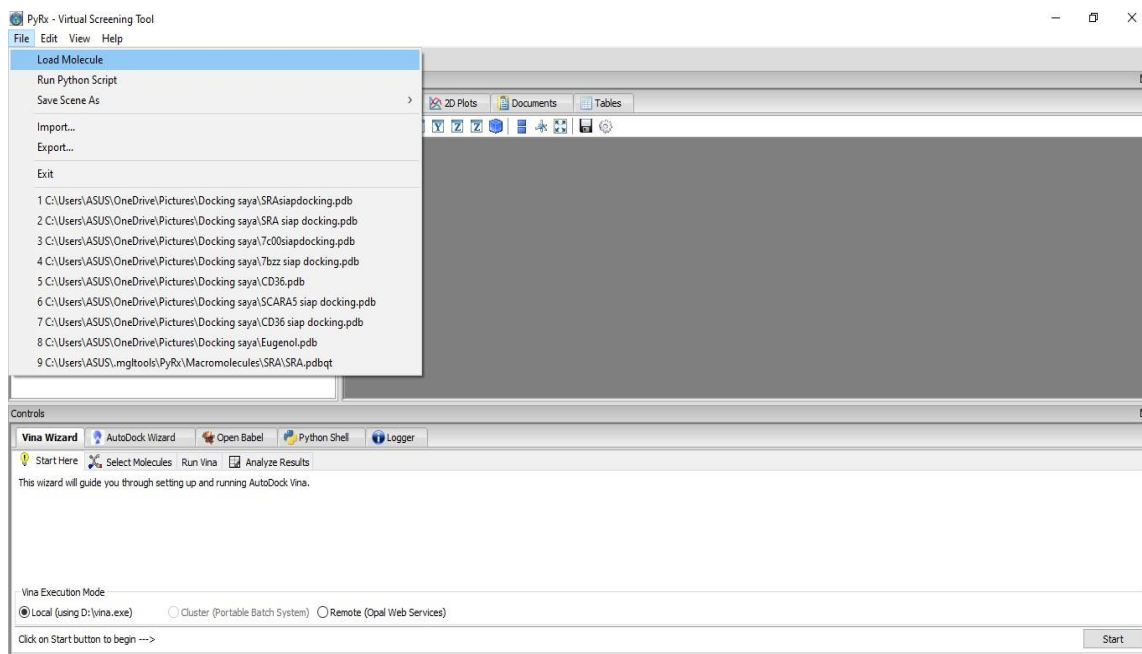 PyRx - Virtual Screening Tool
File Edit View Help
Load Molecule
Run Python Script
Save Scene As
2D Plots Documents Tables
Import...
Y Z Z
Export...
Exit
1 C:\Users\ASUS\OneDrive\Pictures\Docking saya\SRAsiapdocking.pdb
2 C:\Users\ASUS\OneDrive\Pictures\Docking saya\SRA siap docking.pdb
3 C:\Users\ASUS\OneDrive\Pictures\Docking saya\7c00siapdocking.pdb
4 C:\Users\ASUS\OneDrive\Pictures\Docking saya\7bzz siap docking.pdb
5 C:\Users\ASUS\OneDrive\Pictures\Docking saya\CD36.pdb
6 C:\Users\ASUS\OneDrive\Pictures\Docking saya\SCARA5 siap docking.pdb
7 C:\Users\ASUS\OneDrive\Pictures\Docking saya\CD36 siap docking.pdb
8 C:\Users\ASUS\OneDrive\Pictures\Docking saya\Eugenol.pdb
9 C:\Users\ASUS\.mgltools\PyRx\Macromolecules\SRA\SRA.pdbqt
Controls
Vina Wizard AutoDock Wizard Open Babel Python Shell Logger
Start Here Select Molecules Run Vina Analyze Results
This wizard will guide you through setting up and running AutoDock Vina.
Vina Execution Mode
Local (using D:\vina.exe) Cluster (Portable Batch System) Remote (Opal Web Services)
Click on Start button to begin ---> Start